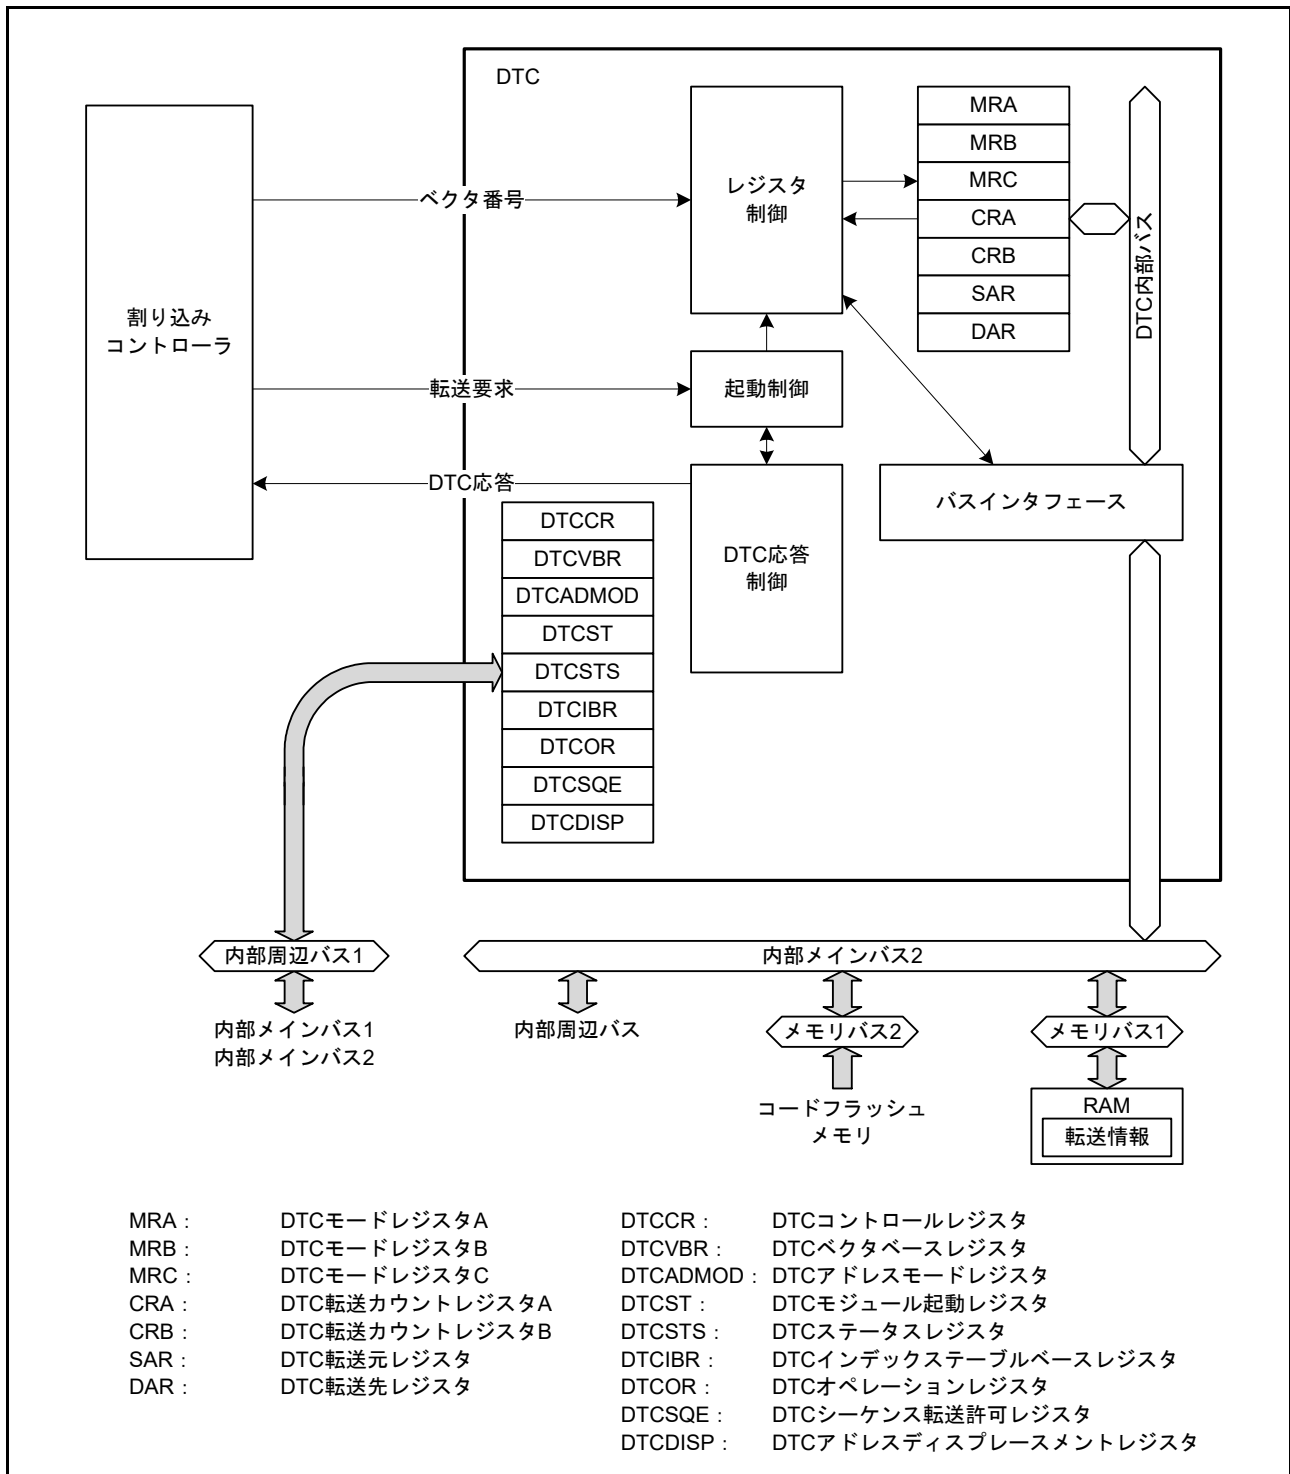 DTC
MRA
MRB
MRC
CRA
CRB
SAR
DAR
レジスタ
制御
ベクタ番号
DTC内部バス
割り込み
コントローラ
転送要求
起動制御
DTC応答
バスインタフェース
DTC応答
制御
DTCCR
DTCVBR
DTCADMOD
DTCST
DTCSTS
DTCIBR
DTCOR
DTCSQE
DTCDISP
内部周辺バス1
内部メインバス2
内部メインバス1
内部メインバス2
内部周辺バス
メモリバス2
メモリバス1
コードフラッシュ
メモリ
RAM
転送情報
MRA : DTCモードレジスタA
MRB : DTCモードレジスタB
MRC : DTCモードレジスタC
CRA : DTC転送カウントレジスタA
CRB : DTC転送カウントレジスタB
SAR : DTC転送元レジスタ
DAR : DTC転送先レジスタ
DTCCR : DTCコントロールレジスタ
DTCVBR : DTCベクタベースレジスタ
DTCADMOD : DTCアドレスモードレジスタ
DTCST : DTCモジュール起動レジスタ
DTCSTS : DTCステータスレジスタ
DTCIBR : DTCインデックステーブルベースレジスタ
DTCOR : DTCオペレーションレジスタ
DTCSQE : DTCシーケンス転送許可レジスタ
DTCDISP : DTCアドレスディスプレースメントレジスタ